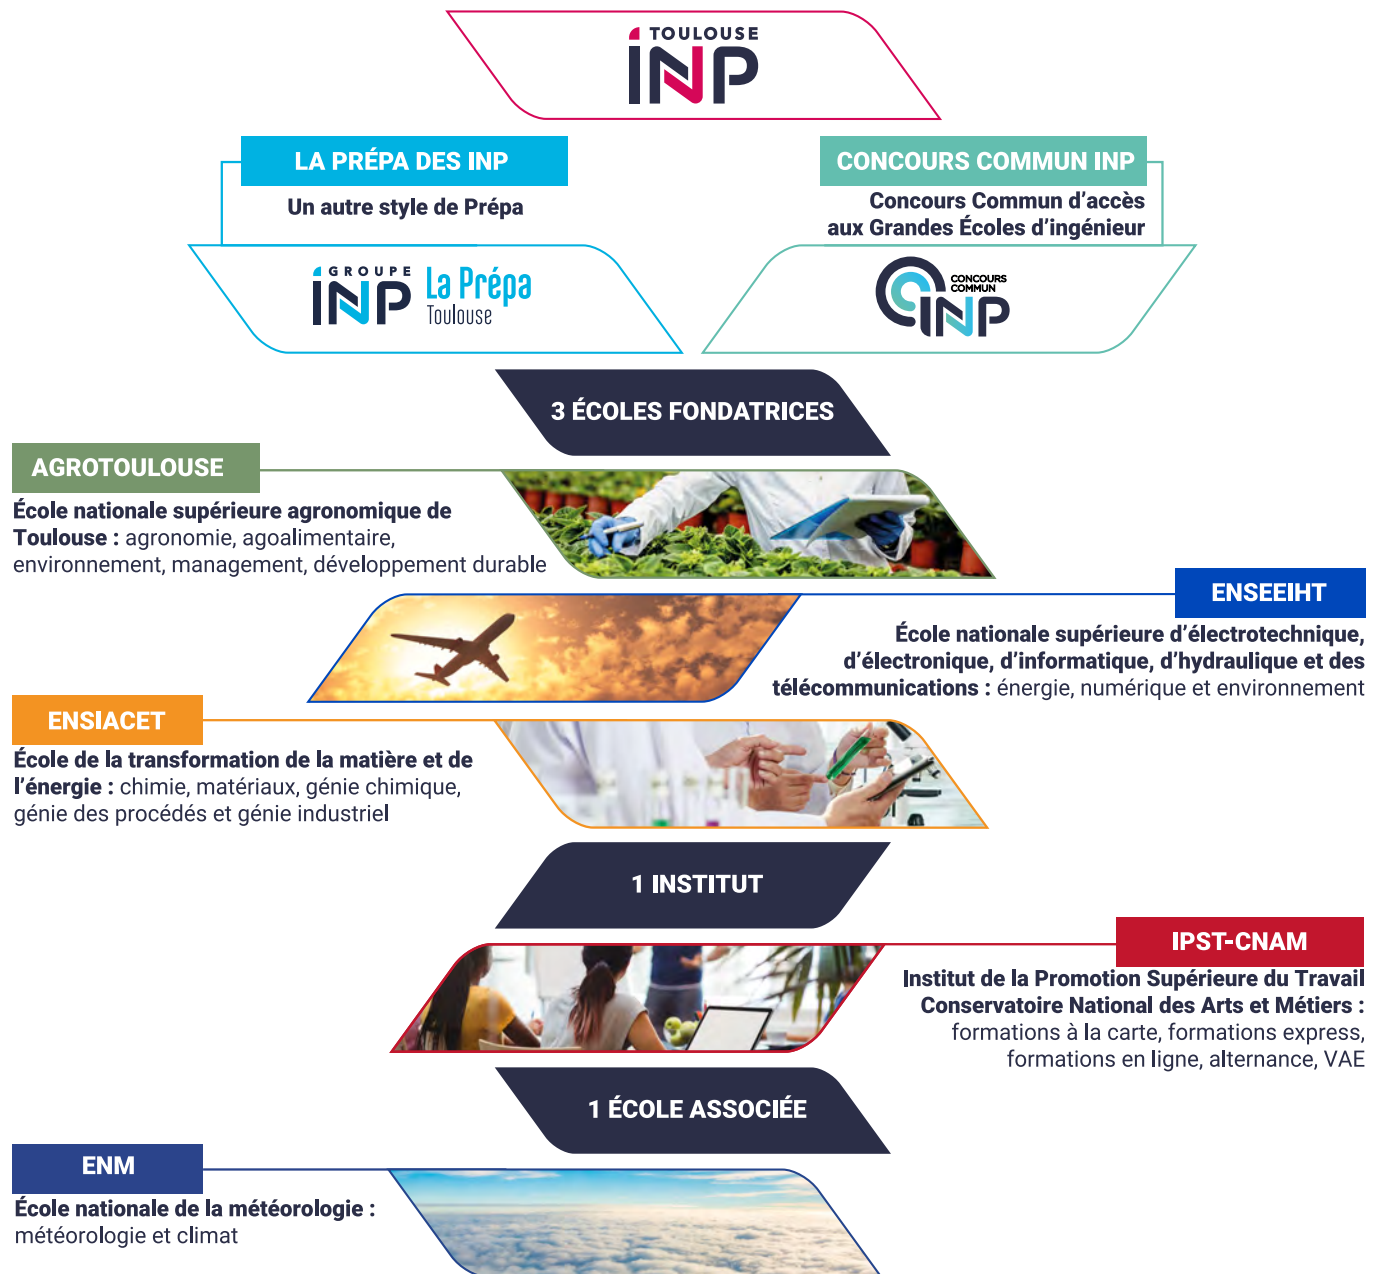 TOULOUSE
INP
LA PRÉPA DES INP
Un autre style de Prépa
GROUPE
INP
La Prépa
Toulouse
CONCOURS COMMUN INP
Concours Commun d'accès
aux Grandes Écoles d'ingénieur
CONCOURS
COMMUN
INP
3 ÉCOLES FONDATRICES
AGROTOULOUSE
École nationale supérieure agronomique de
Toulouse : agronomie, agoalimentaire,
environnement, management, développement durable
ENSEEIHT
École nationale supérieure d'électrotechnique,
d'électronique, d'informatique, d'hydraulique et des
télécommunications : énergie, numérique et environnement
ENSIACET
École de la transformation de la matière et de
l'énergie : chimie, matériaux, génie chimique,
génie des procédés et génie industriel
1 INSTITUT
IPST-CNAM
Institut de la Promotion Supérieure du Travail
Conservatoire National des Arts et Métiers :
formations à la carte, formations express,
formations en ligne, alternance, VAE
1 ÉCOLE ASSOCIÉE
ENM
École nationale de la météorologie :
météorologie et climat